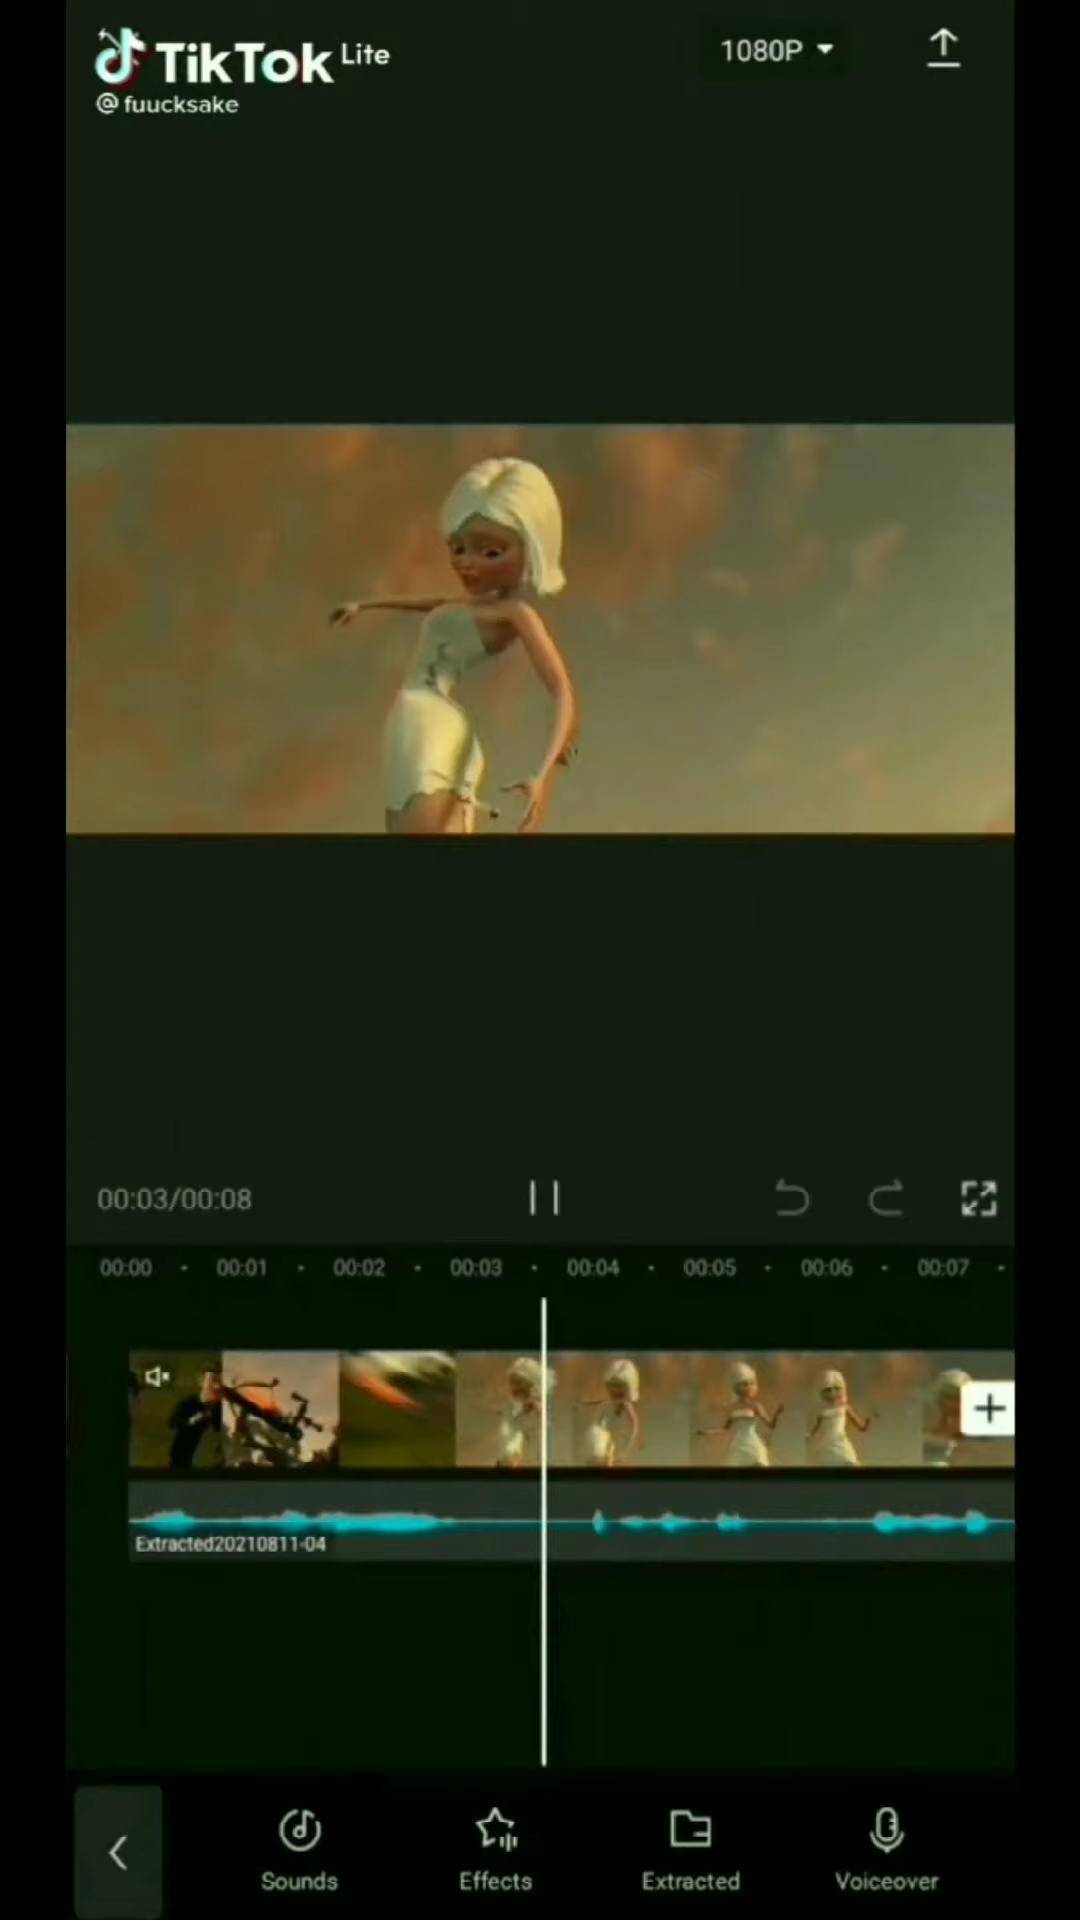 TikTok Lite
@fuucksake
1080P
00:03/00:08
00:00 00:01 00:02 00:03 00:04 00:05 00:06 00:07
Extracted20210811-04
Sounds Effects Extracted Voiceover